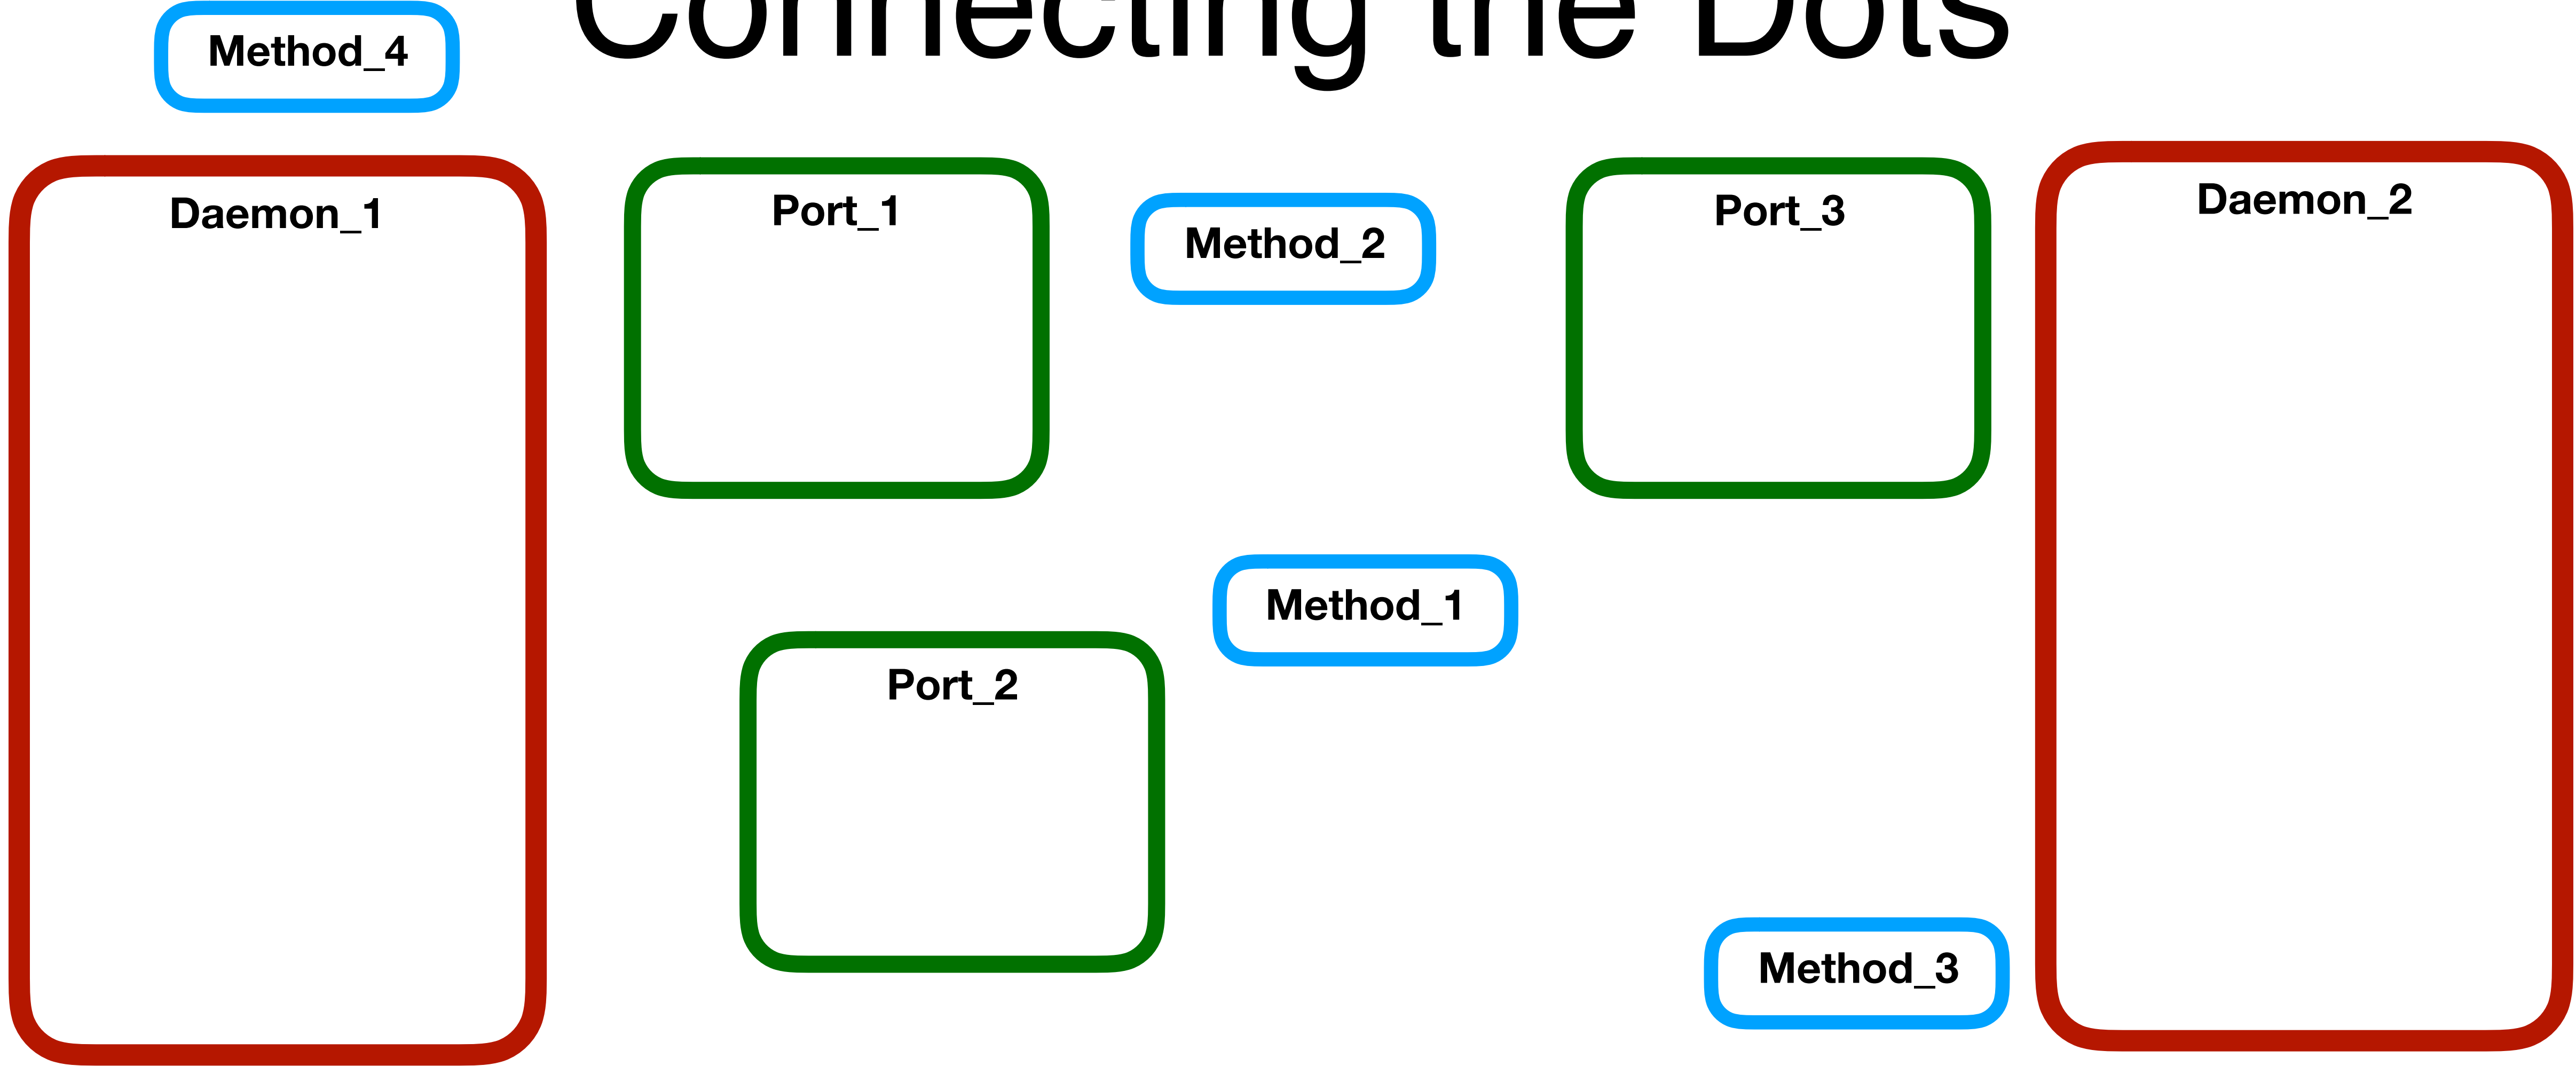 Connecting the Dots
Method_4
Daemon_1
Port_1
Method_2
Port_3
Daemon_2
Method_1
Port_2
Method_3